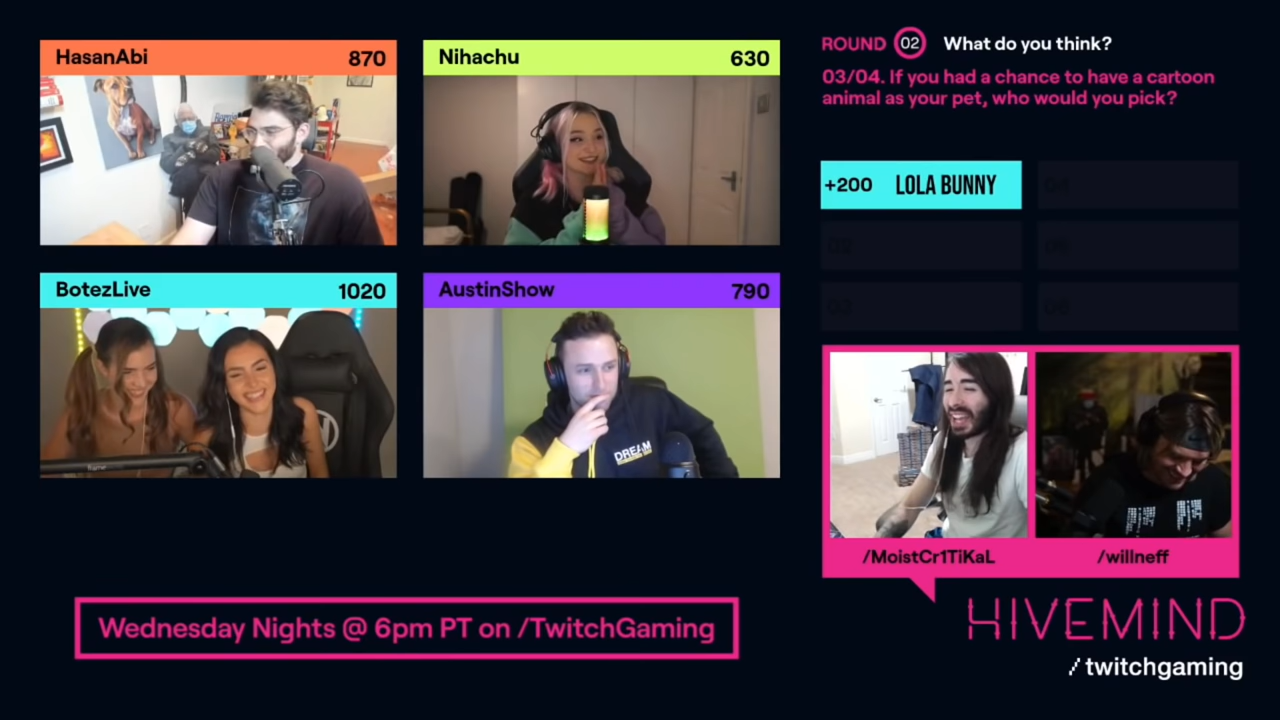 HasanAbi 870
Nihachu 630
ROUND 02 What do you think?
03/04. If you had a chance to have a cartoon
animal as your pet, who would you pick?
+200 LOLA BUNNY
BotezLive 1020
AustinShow 790
DREAM
/MoistCr1TiKaL
/willneff
Wednesday Nights @ 6pm PT on /TwitchGaming
HIVEMIND
/twitchgaming